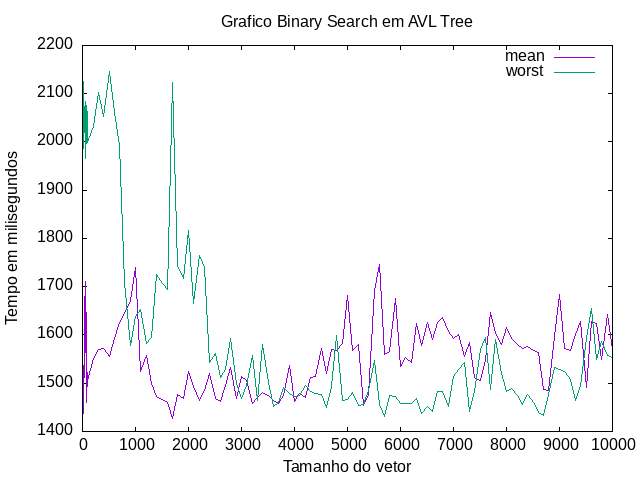 Grafico Binary Search em AVL Tree
mean
worst
Tempo em milisegundos
2200
2100
2000
1900
1800
1700
1600
1500
1400
0 1000 2000 3000 4000 5000 6000 7000 8000 9000 10000
Tamanho do vetor